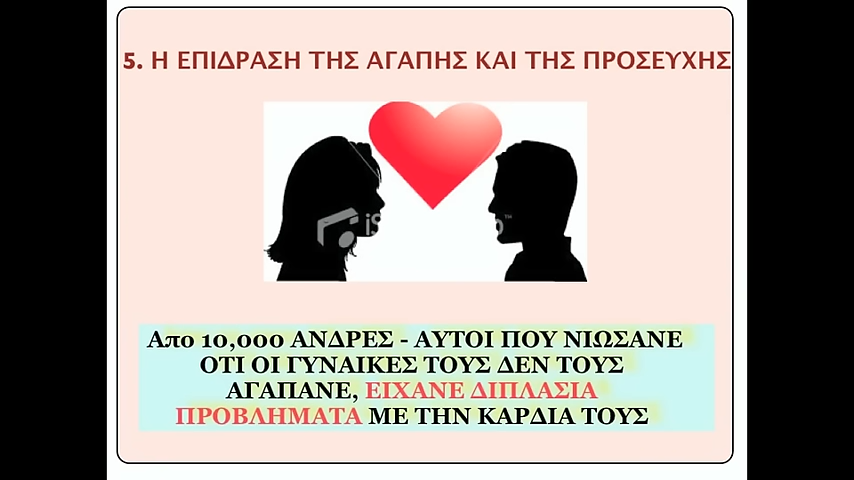 5. Η ΕΠΙΔΡΑΣΗ ΤΗΣ ΑΓΑΠΗΣ ΚΑΙ ΤΗΣ ΠΡΟΣΕΥΧΗΣ
Απο 10,000 ΑΝΔΡΕΣ - ΑΥΤΟΙ ΠΟΥ ΝΙΩΣΑΝΕ
ΟΤΙ ΟΙ ΓΥΝΑΙΚΕΣ ΤΟΥΣ ΔΕΝ ΤΟΥΣ
ΑΓΑΠΑΝΕ, ΕΙΧΑΝΕ ΔΙΠΛΑΣΙΑ
ΠΡΟΒΛΗΜΑΤΑ ΜΕ ΤΗΝ ΚΑΡΔΙΑ ΤΟΥΣ